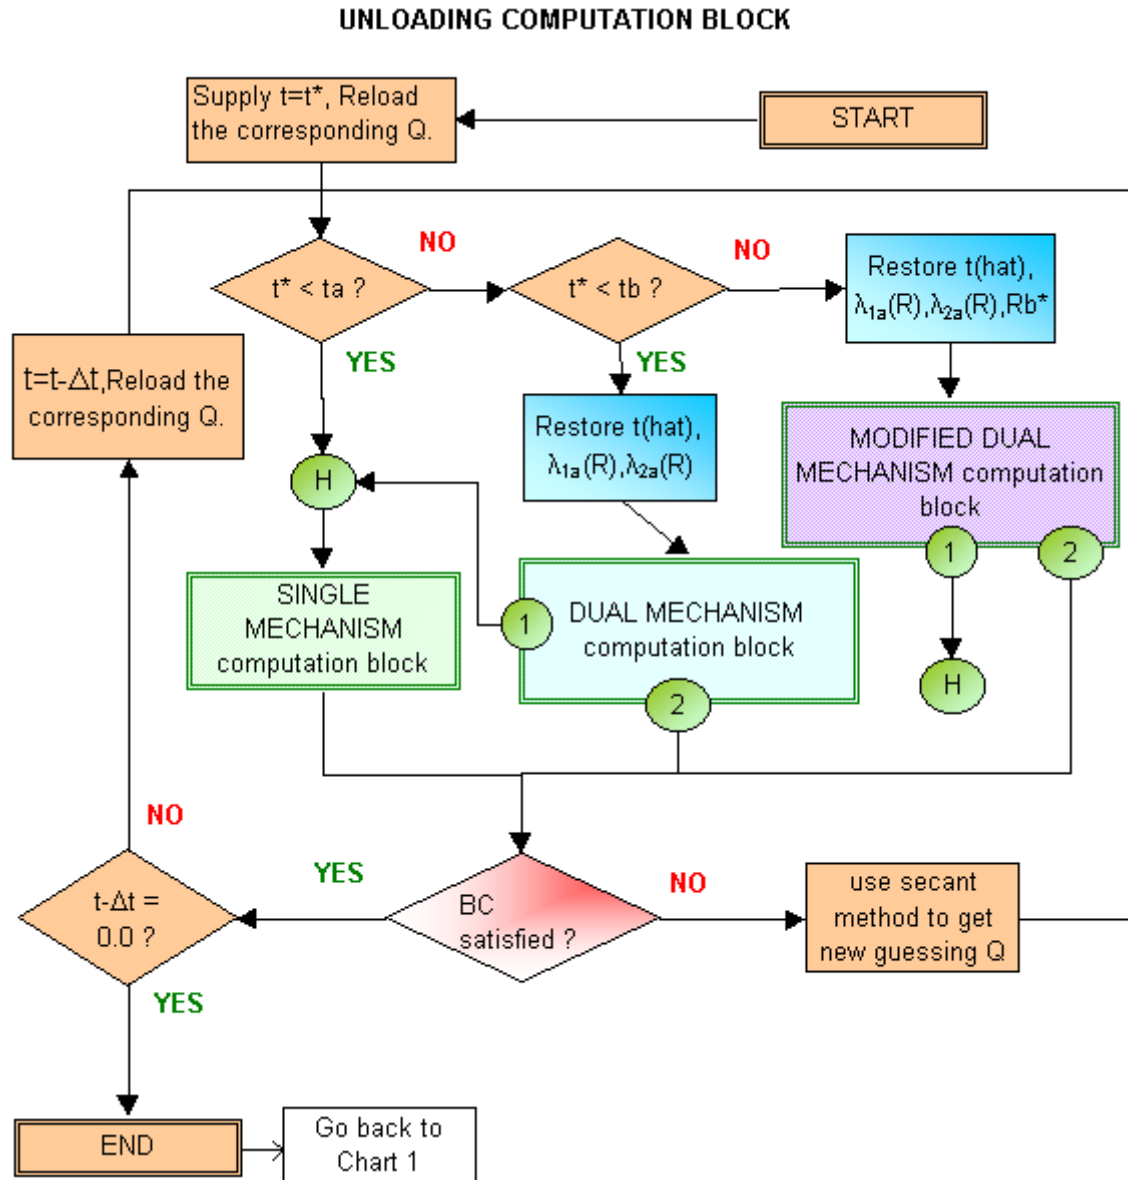 UNLOADING COMPUTATION BLOCK
Supply t=t*, Reload
the corresponding Q.
START
NO
NO
t* < ta ?
t* < tb ?
Restore t(hat),
λ₁ₐ(R),λ₂ₐ(R),Rb*
YES
YES
t=t-Δt,Reload the
corresponding Q.
Restore t(hat),
λ₁ₐ(R),λ₂ₐ(R)
MODIFIED DUAL
MECHANISM computation
block
H
1
2
SINGLE
MECHANISM
computation block
1
DUAL MECHANISM
computation block
2
H
NO
YES
NO
t-Δt =
0.0 ?
BC
satisfied ?
use secant
method to get
new guessing Q
YES
END
Go back to
Chart 1